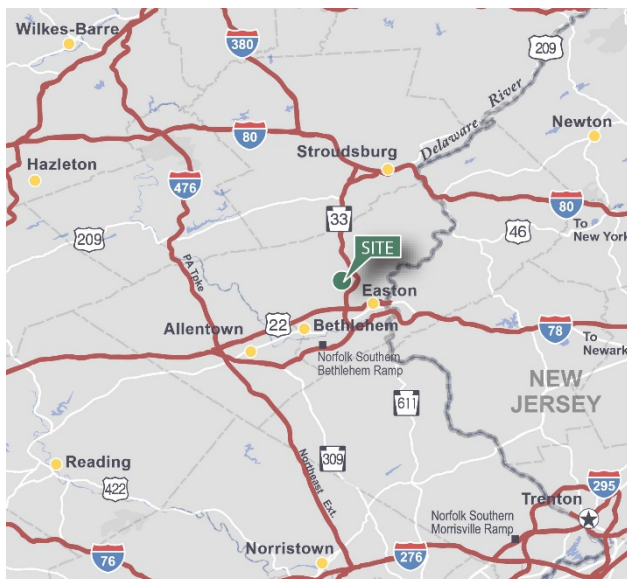 Wilkes-Barre
380
209
Delaware River
Newton
80
Stroudsburg
Hazleton
476
33
80
To
New York
46
209
SITE
PA Tpke
Easton
22
Bethlehem
Allentown
78
To
Newark
Norfolk Southern
Bethlehem Ramp
NEW
JERSEY
611
309
Reading
422
Northeast Ext.
295
Trenton
Norfolk Southern
Morrisville Ramp
76
Norristown
276